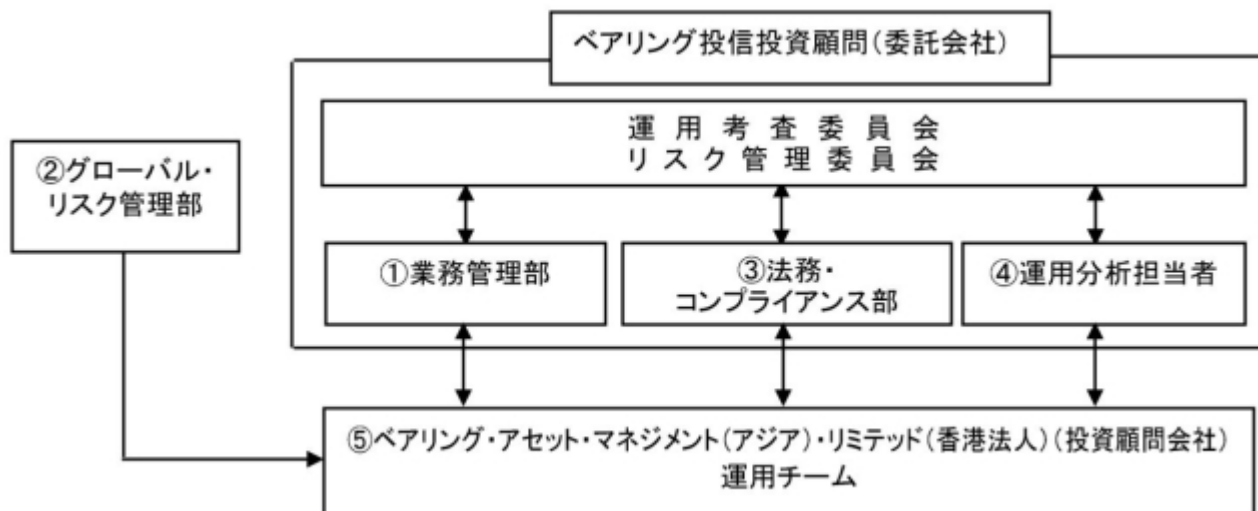 ベアリング投信投資顧問(委託会社)
運用考査委員会
リスク管理委員会
②グローバル・
リスク管理部
①業務管理部
③法務・
コンプライアンス部
④運用分析担当者
⑤ベアリング・アセット・マネジメント(アジア)・リミテッド(香港法人)(投資顧問会社)
運用チーム